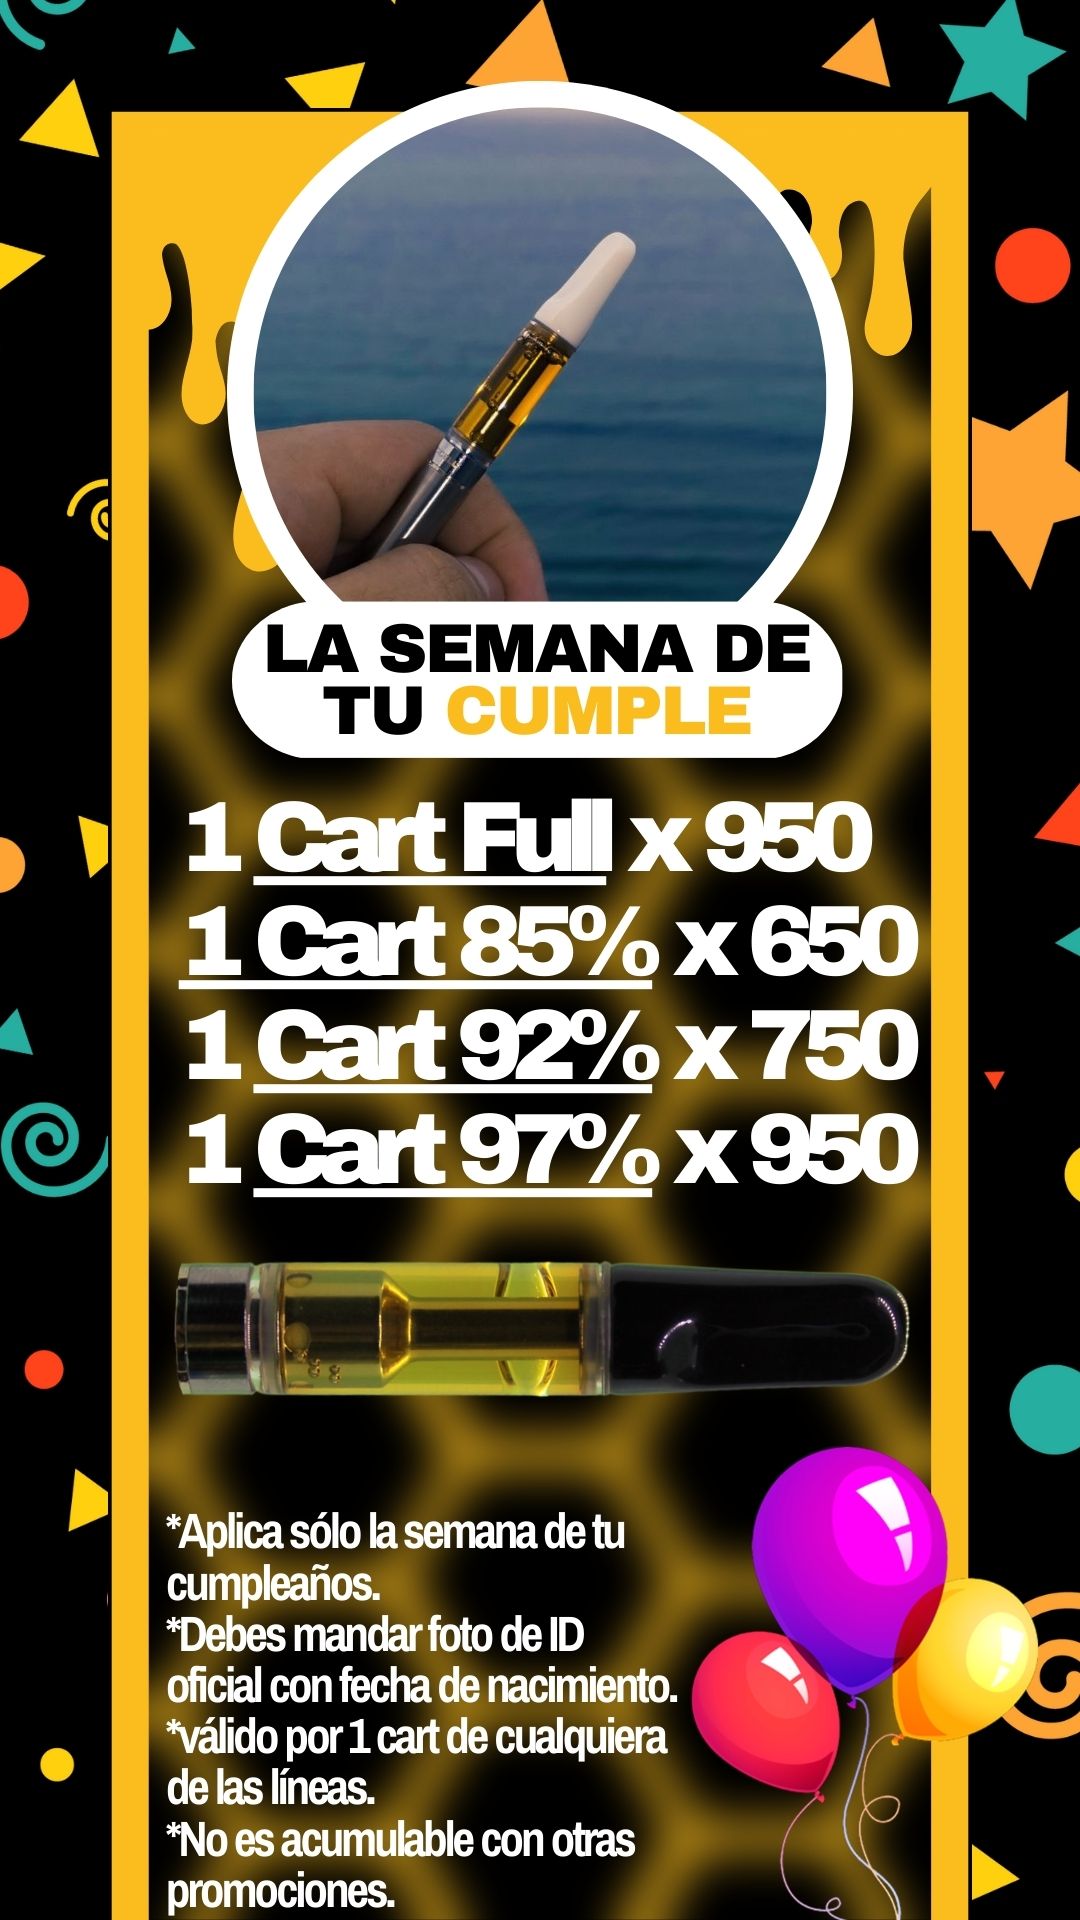 LA SEMANA DE
TU CUMPLE
1 Cart Full x 950
1 Cart 85% x 650
1 Cart 92% x 750
1 Cart 97% x 950
*Aplica sólo la semana de tu
cumpleaños.
*Debes mandar foto de ID
oficial con fecha de nacimiento.
*válido por 1 cart de cualquiera
de las líneas.
*No es acumulable con otras
promociones.